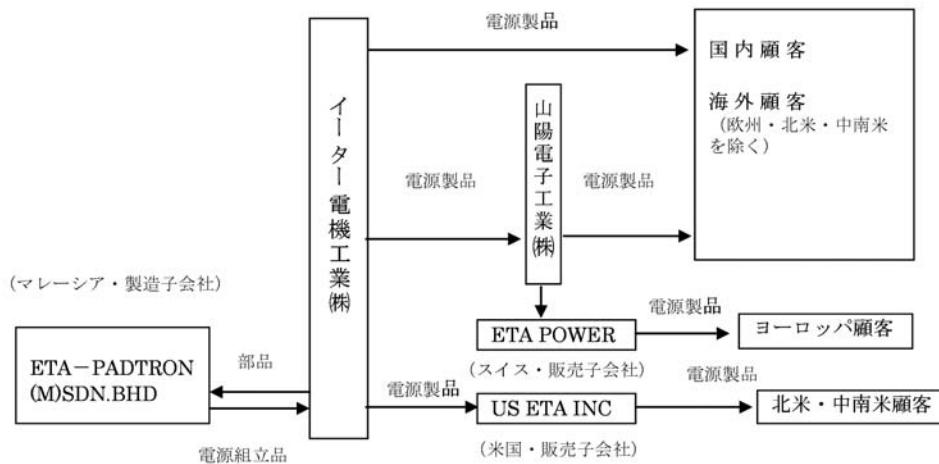 電源製品
国内顧客
海外顧客
（欧州・北米・中南米
を除く）
イーター電機工業㈱
山陽電子工業㈱
電源製品
電源製品
（マレーシア・製造子会社）
電源製品
ETA POWER
ヨーロッパ顧客
（スイス・販売子会社）
ETA－PADTRON
(M)SDN.BHD
部品
電源製品
電源製品
US ETA INC
北米・中南米顧客
（米国・販売子会社）
電源組立品